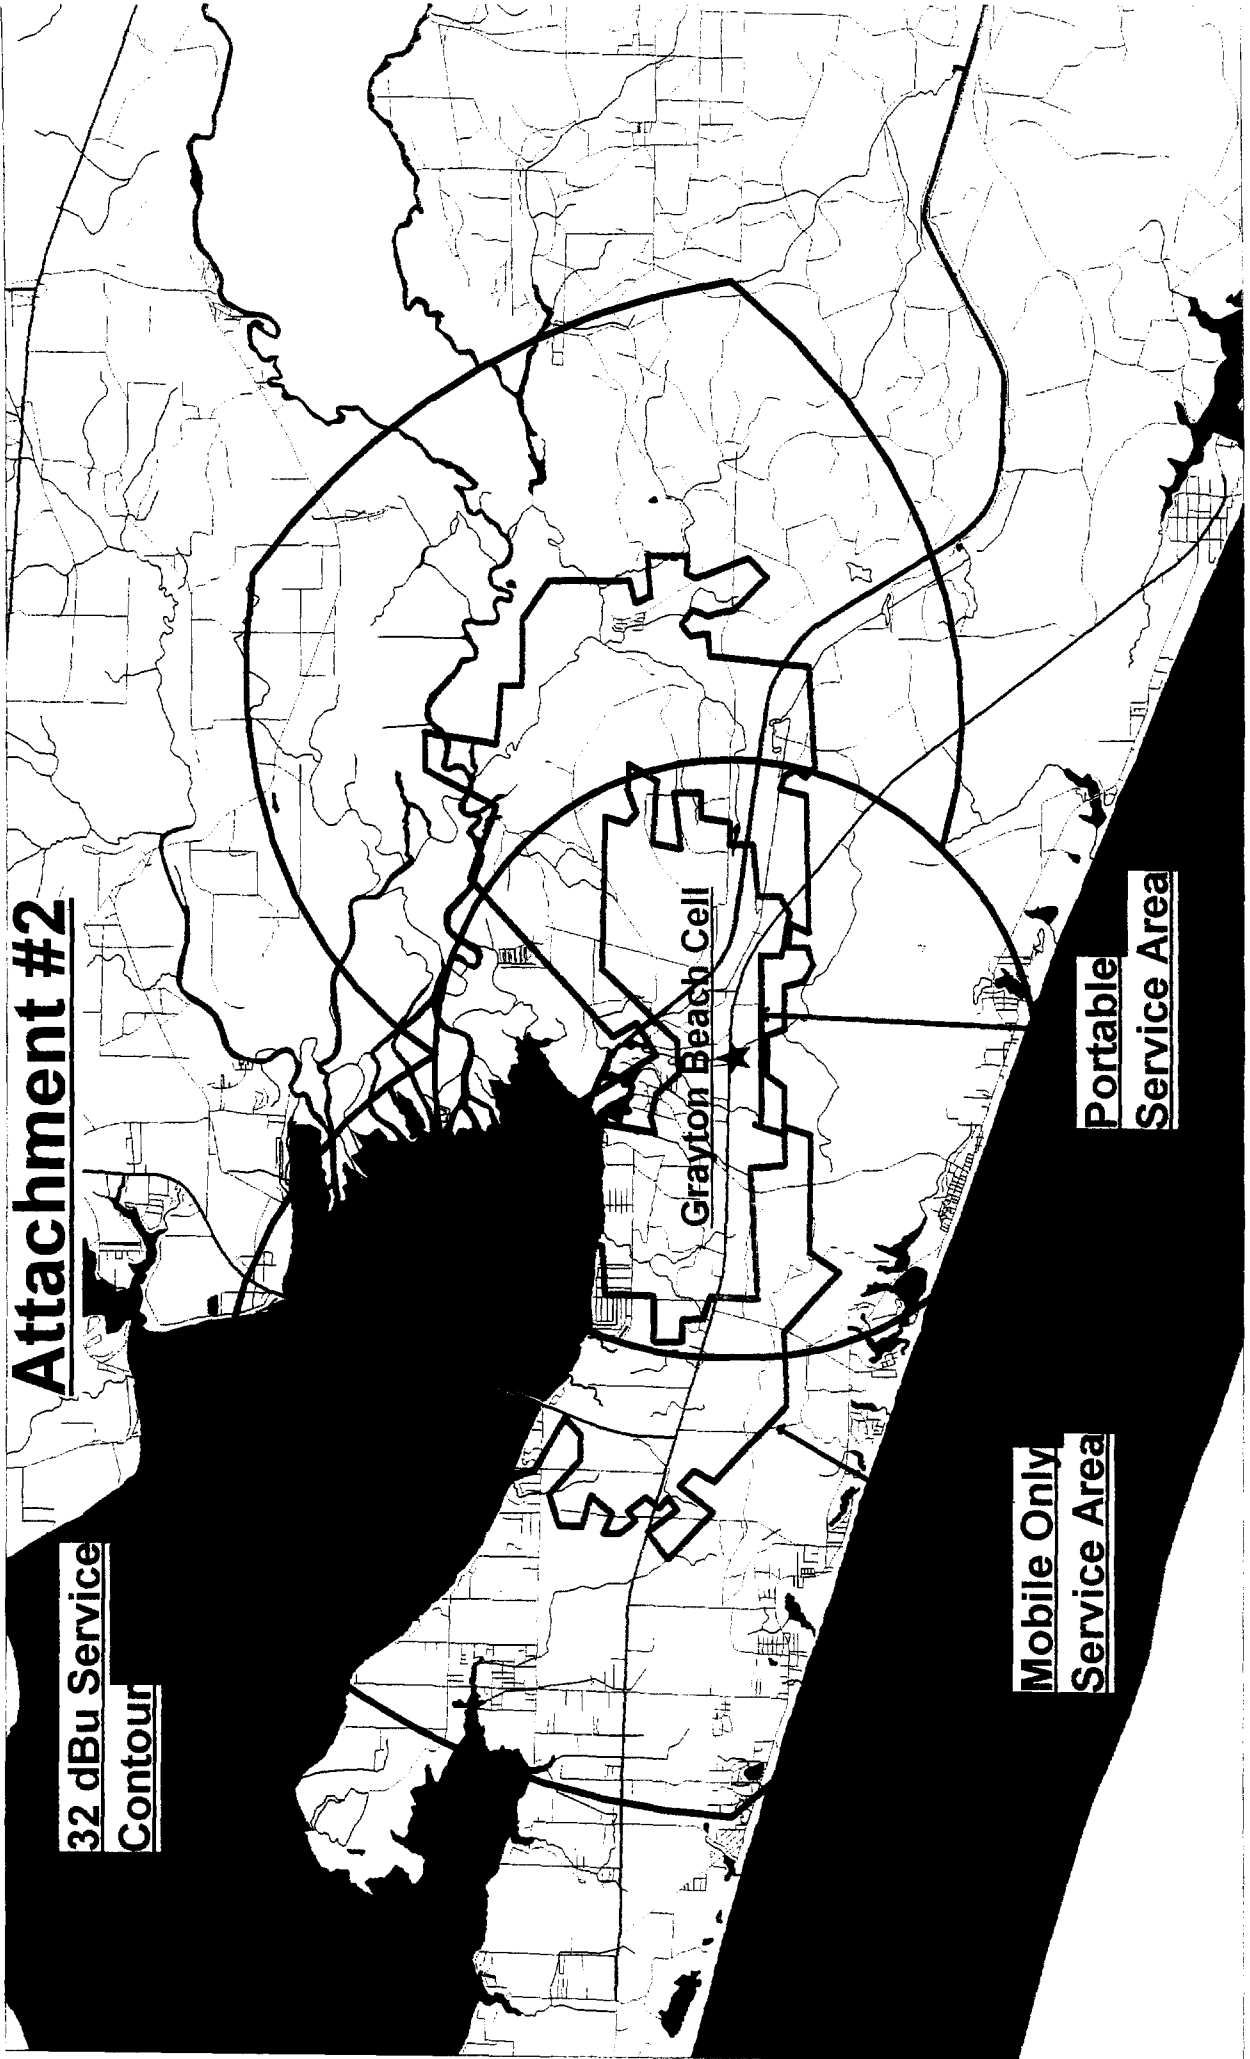 Attachment #2
32 dBu Service
Contour
Grayton Beach Cell
Mobile Only
Service Area
Portable
Service Area